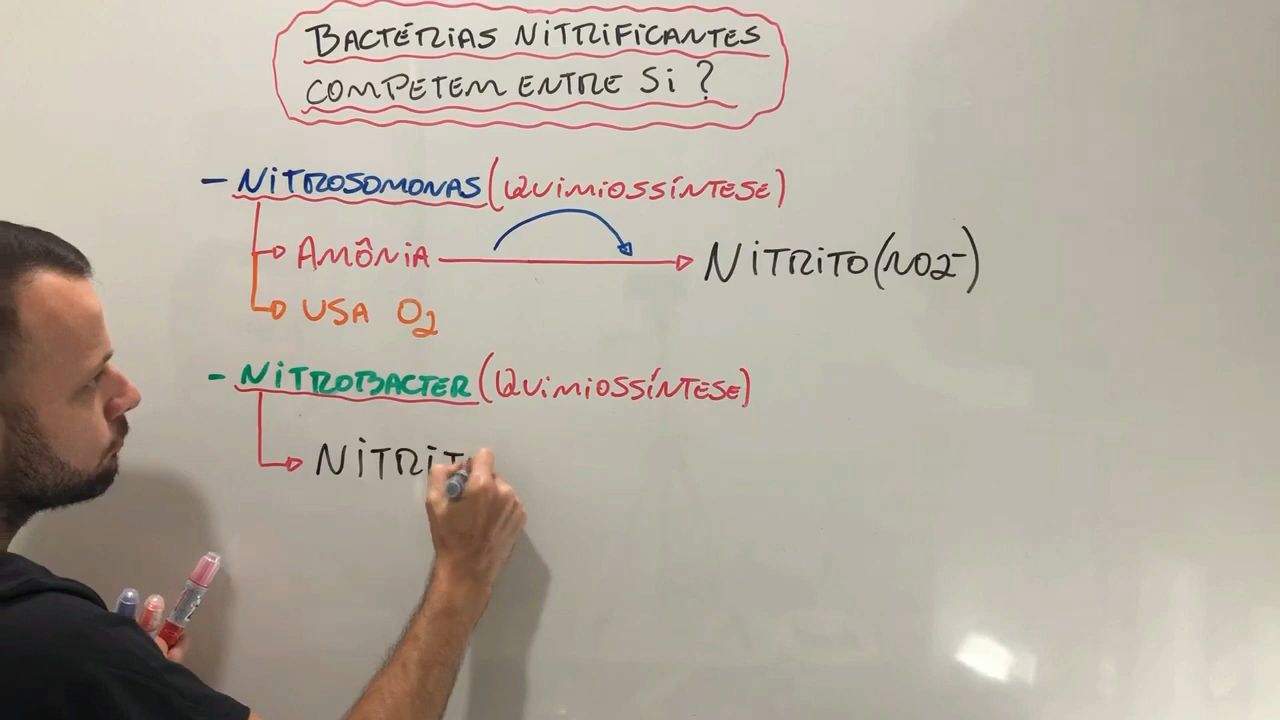 BACTÉRIAS NITRIFICANTES
COMPETEM ENTRE SI ?
- NITROSOMONAS (QUIMIOSSÍNTESE)
AMÔNIA NITRITO (NO2-)
USA O2
- NITROBACTER (QUIMIOSSÍNTESE)
NITRIT